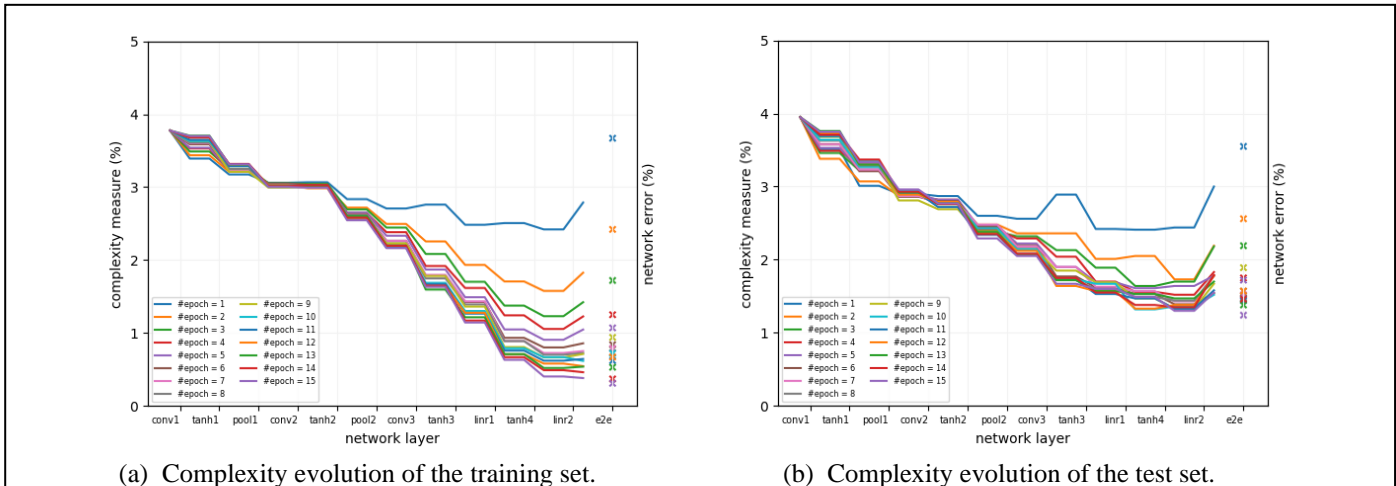 5
4
3
2
1
0
complexity measure (%)
network error (%)
#epoch = 1
#epoch = 2
#epoch = 3
#epoch = 4
#epoch = 5
#epoch = 6
#epoch = 7
#epoch = 8
#epoch = 9
#epoch = 10
#epoch = 11
#epoch = 12
#epoch = 13
#epoch = 14
#epoch = 15
conv1 tanh1 pool1 conv2 tanh2 pool2 conv3 tanh3 linr1 tanh4 linr2 e2e
network layer
(a) Complexity evolution of the training set.
5
4
3
2
1
0
complexity measure (%)
network error (%)
#epoch = 1
#epoch = 2
#epoch = 3
#epoch = 4
#epoch = 5
#epoch = 6
#epoch = 7
#epoch = 8
#epoch = 9
#epoch = 10
#epoch = 11
#epoch = 12
#epoch = 13
#epoch = 14
#epoch = 15
conv1 tanh1 pool1 conv2 tanh2 pool2 conv3 tanh3 linr1 tanh4 linr2 e2e
network layer
(b) Complexity evolution of the test set.